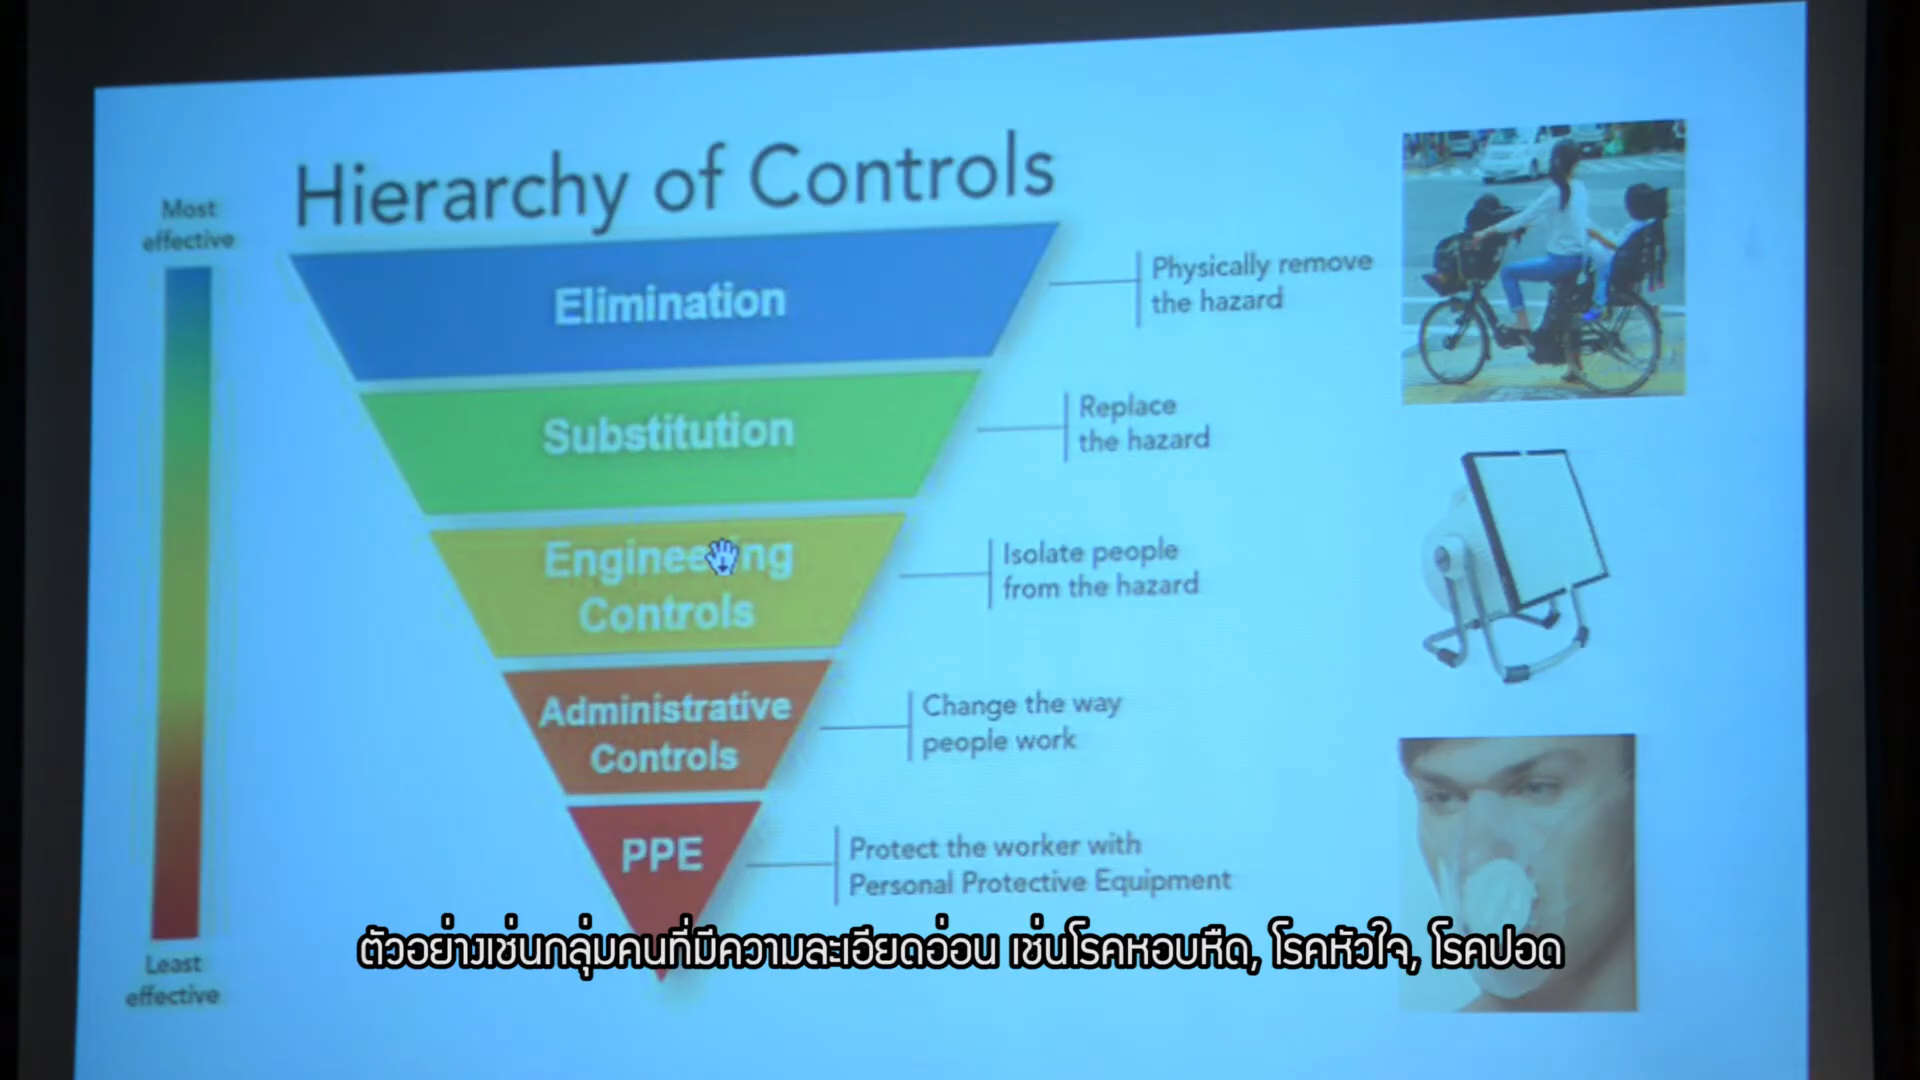 Hierarchy of Controls
Most
effective
Elimination
Physically remove
the hazard
Substitution
Replace
the hazard
Engineering
Controls
Isolate people
from the hazard
Administrative
Controls
Change the way
people work
PPE
Protect the worker with
Personal Protective Equipment
Least
effective
ตัวอย่างเช่นกลุ่มคนที่มีความละเอียดอ่อน เช่นโรคหอบหืด, โรคหัวใจ, โรคปอด